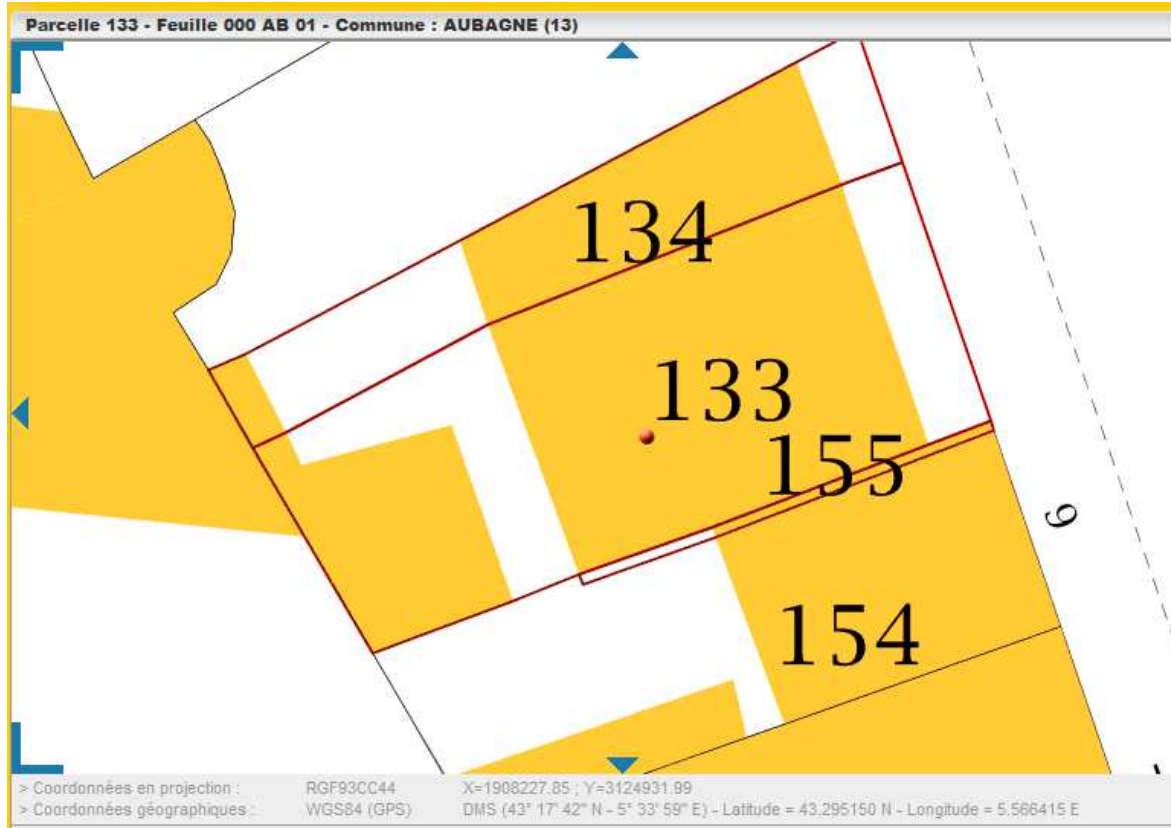 Parcelle 133 - Feuille 000 AB 01 - Commune : AUBAGNE (13)
134
133
155
9
154
> Coordonnées en projection : RGF93CC44 X=1908227.85 ; Y=3124931.99
> Coordonnées géographiques : WGS84 (GPS) DMS (43° 17' 42" N - 5° 33' 59" E) - Latitude = 43.295150 N - Longitude = 5.566415 E